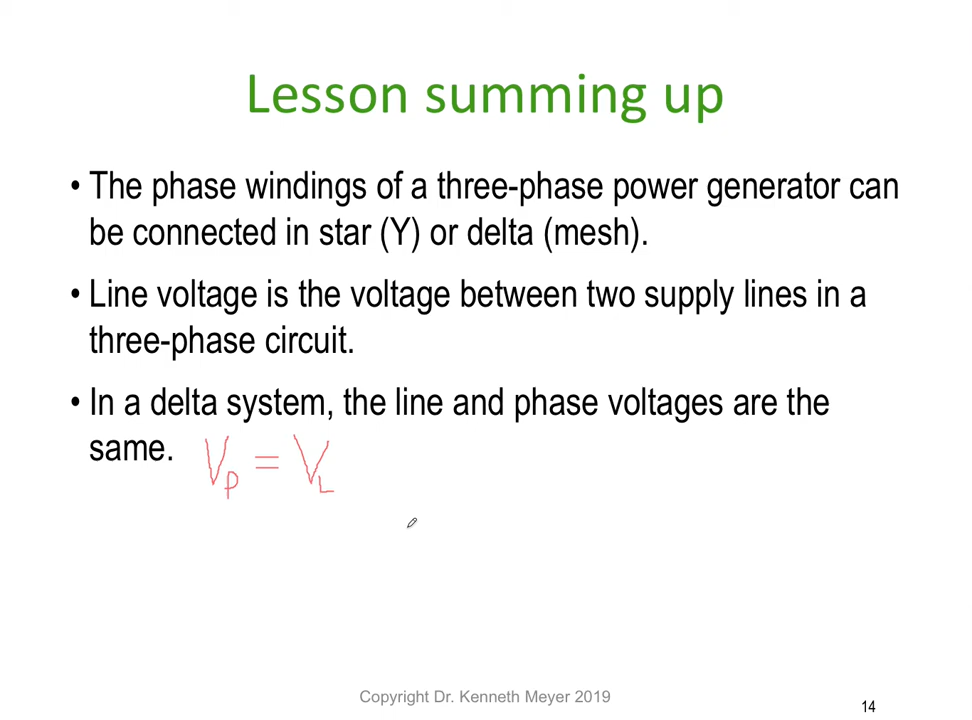 Lesson summing up
• The phase windings of a three-phase power generator can
be connected in star (Y) or delta (mesh).
• Line voltage is the voltage between two supply lines in a
three-phase circuit.
• In a delta system, the line and phase voltages are the
same. V_P = V_L
Copyright Dr. Kenneth Meyer 2019
14